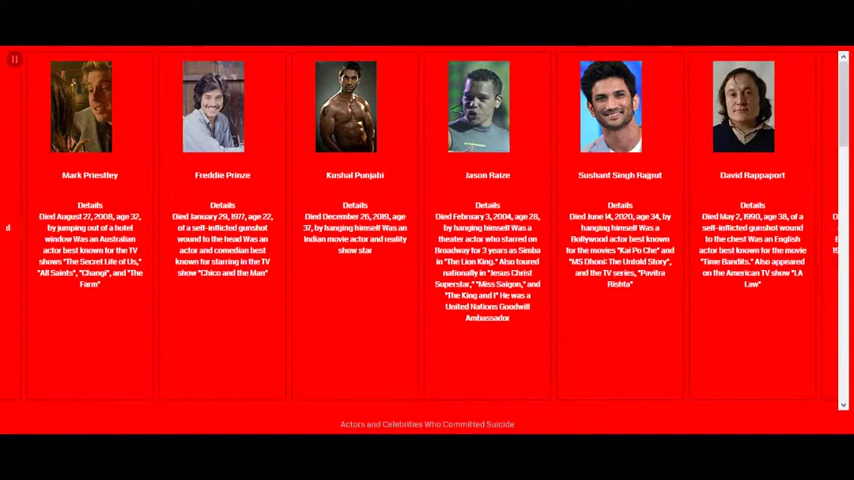 d
Mark Priestley
Details
Died August 27, 2008, age 32,
by jumping out of a hotel
window Was an Australian
actor best known for the TV
shows "The Secret Life of Us,"
"All Saints", "Changi", and "The
Farm"
Freddie Prinze
Details
Died January 29, 1977, age 22,
of a self-inflicted gunshot
wound to the head Was an
actor and comedian best
known for starring in the TV
show "Chico and the Man"
Kushal Punjabi
Details
Died December 26, 2019, age
37, by hanging himself Was an
Indian movie actor and reality
show star
Jason Raize
Details
Died February 3, 2004, age 28,
by hanging himself Was a
theater actor who starred on
Broadway for 3 years as Simba
in "The Lion King." Also toured
nationally in "Jesus Christ
Superstar," "Miss Saigon," and
"The King and I" He was a
United Nations Goodwill
Ambassador
Sushant Singh Rajput
Details
Died June 14, 2020, age 34, by
hanging himself Was a
Bollywood actor best known
for the movies "Kai Po Che" and
"MS Dhoni: The Untold Story",
and the TV series, "Pavitra
Rishta"
David Rappaport
Details
Died May 2, 1990, age 38, of a
self-inflicted gunshot wound
to the chest Was an English
actor best known for the movie
"Time Bandits." Also appeared
on the American TV show "LA
Law"
Actors and Celebrities Who Committed Suicide